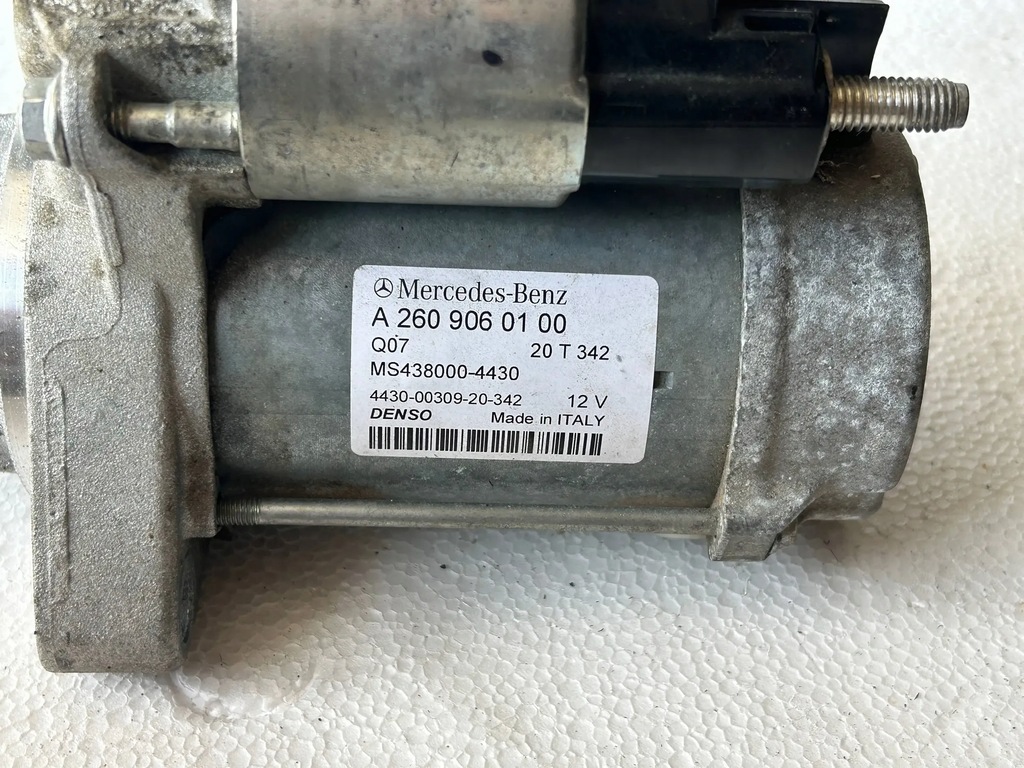 Mercedes-Benz
A 260 906 01 00
Q07 20 T 342
MS438000-4430
4430-00309-20-342 12 V
DENSO Made in ITALY